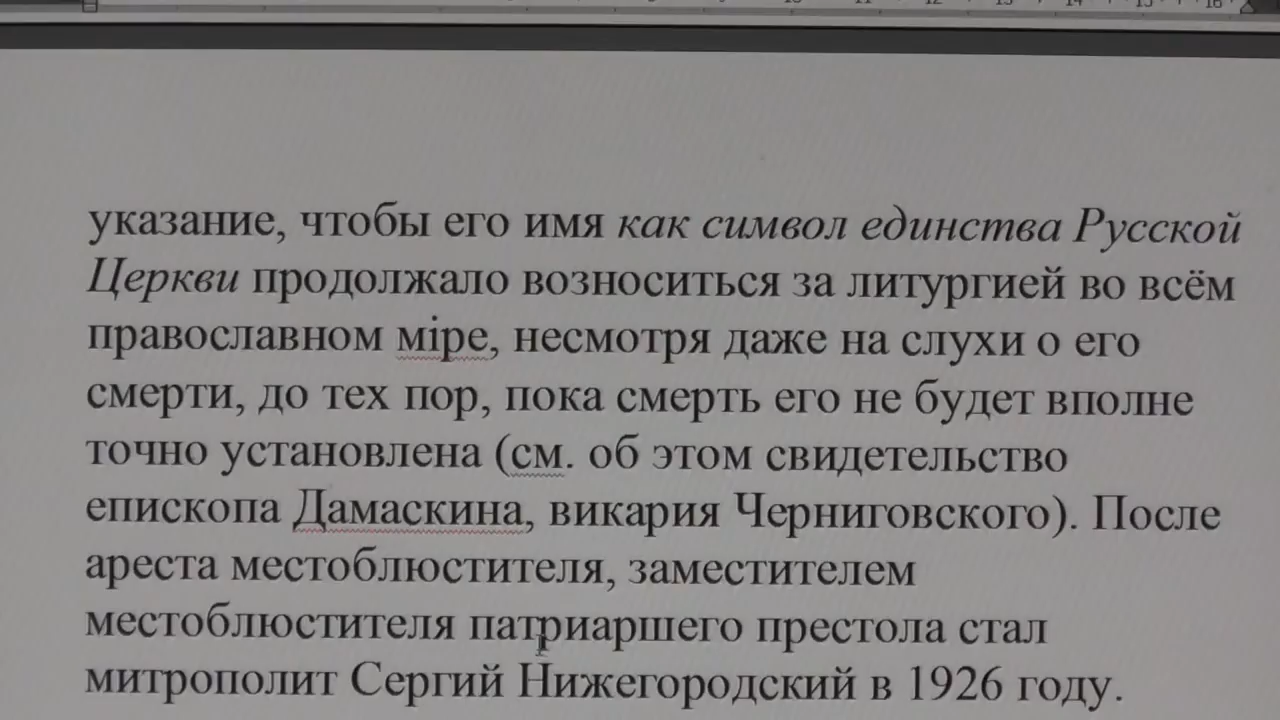 указание, чтобы его имя как символ единства Русской
Церкви продолжало возноситься за литургией во всём
православном мíре, несмотря даже на слухи о его
смерти, до тех пор, пока смерть его не будет вполне
точно установлена (см. об этом свидетельство
епископа Дамаскина, викария Черниговского). После
ареста местоблюстителя, заместителем
местоблюстителя патриаршего престола стал
митрополит Сергий Нижегородский в 1926 году.